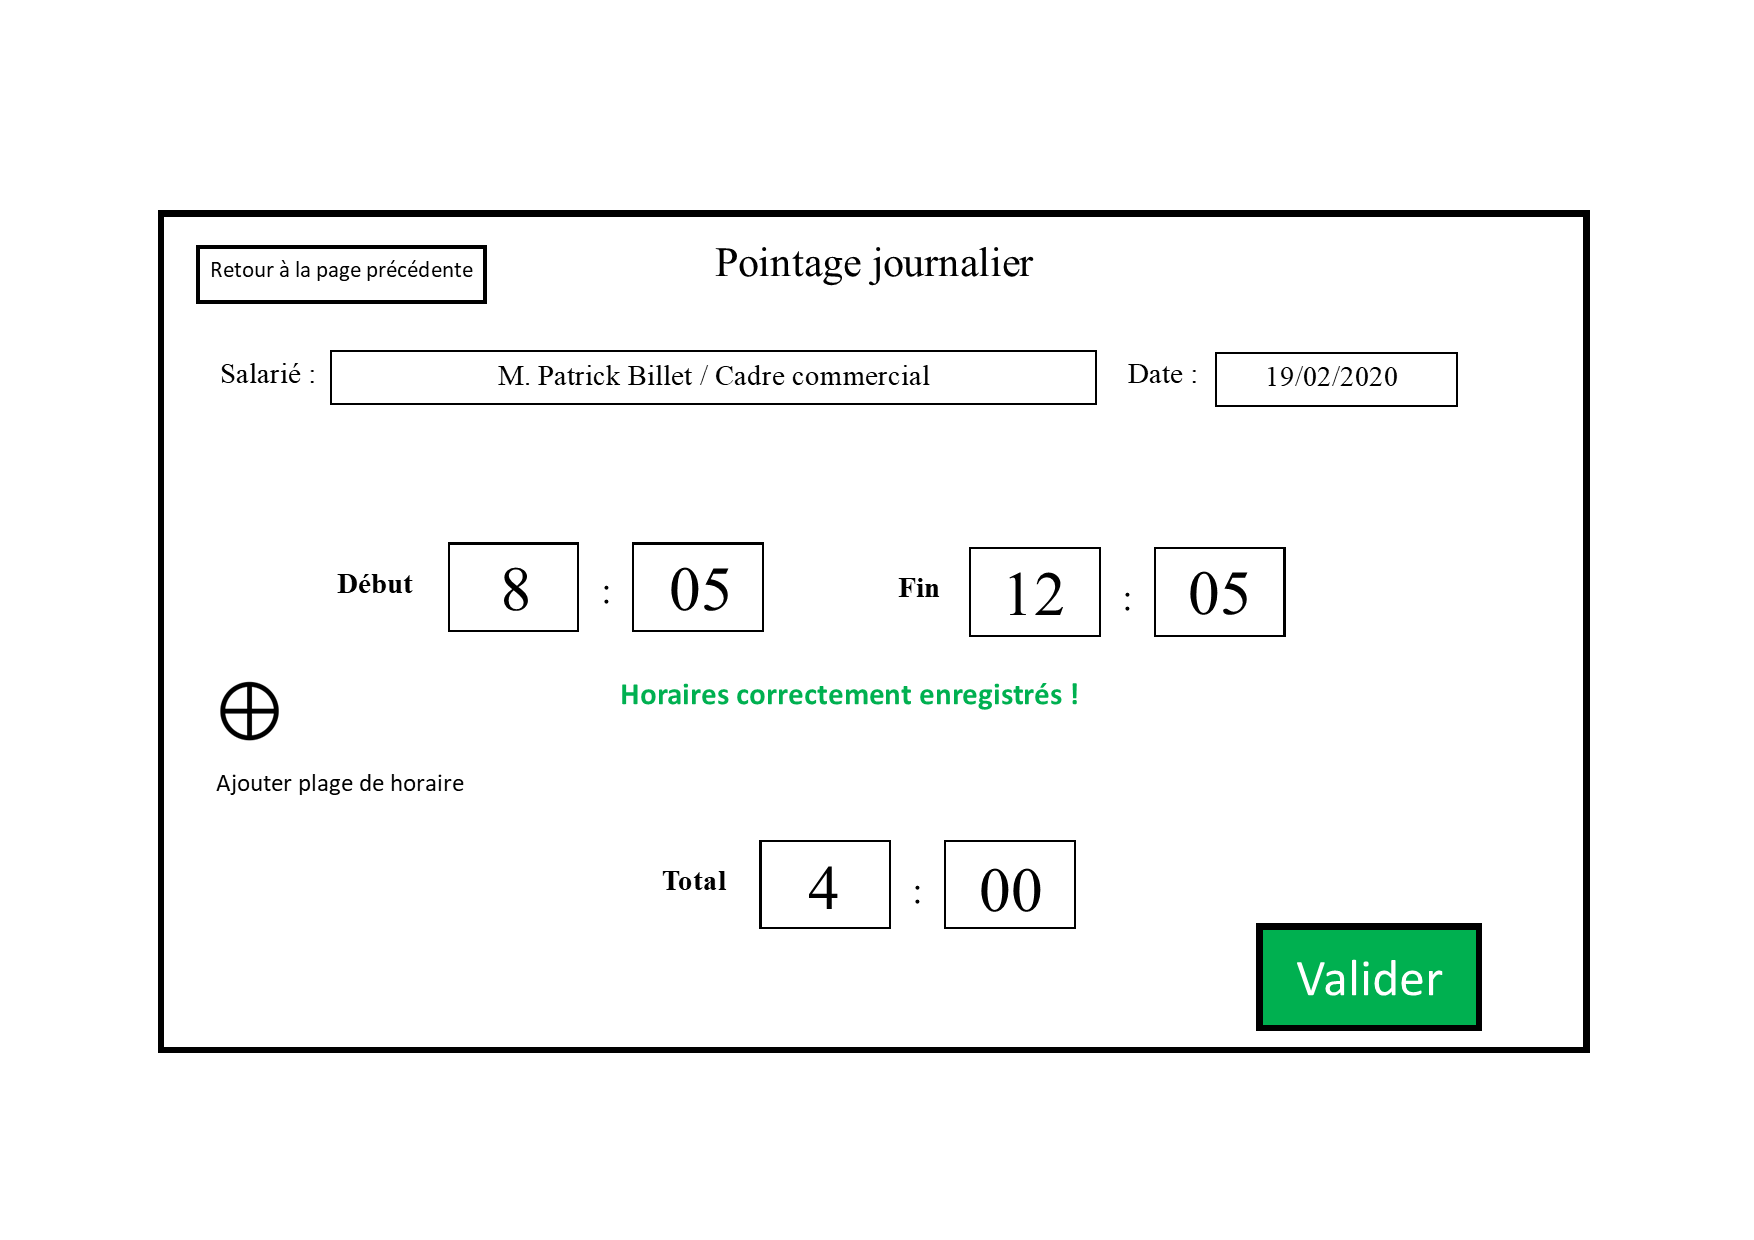 Retour à la page précédente
Pointage journalier
Salarié : M. Patrick Billet / Cadre commercial Date : 19/02/2020
Début 8 : 05 Fin 12 : 05
Horaires correctement enregistrés !
Ajouter plage de horaire
Total 4 : 00
Valider